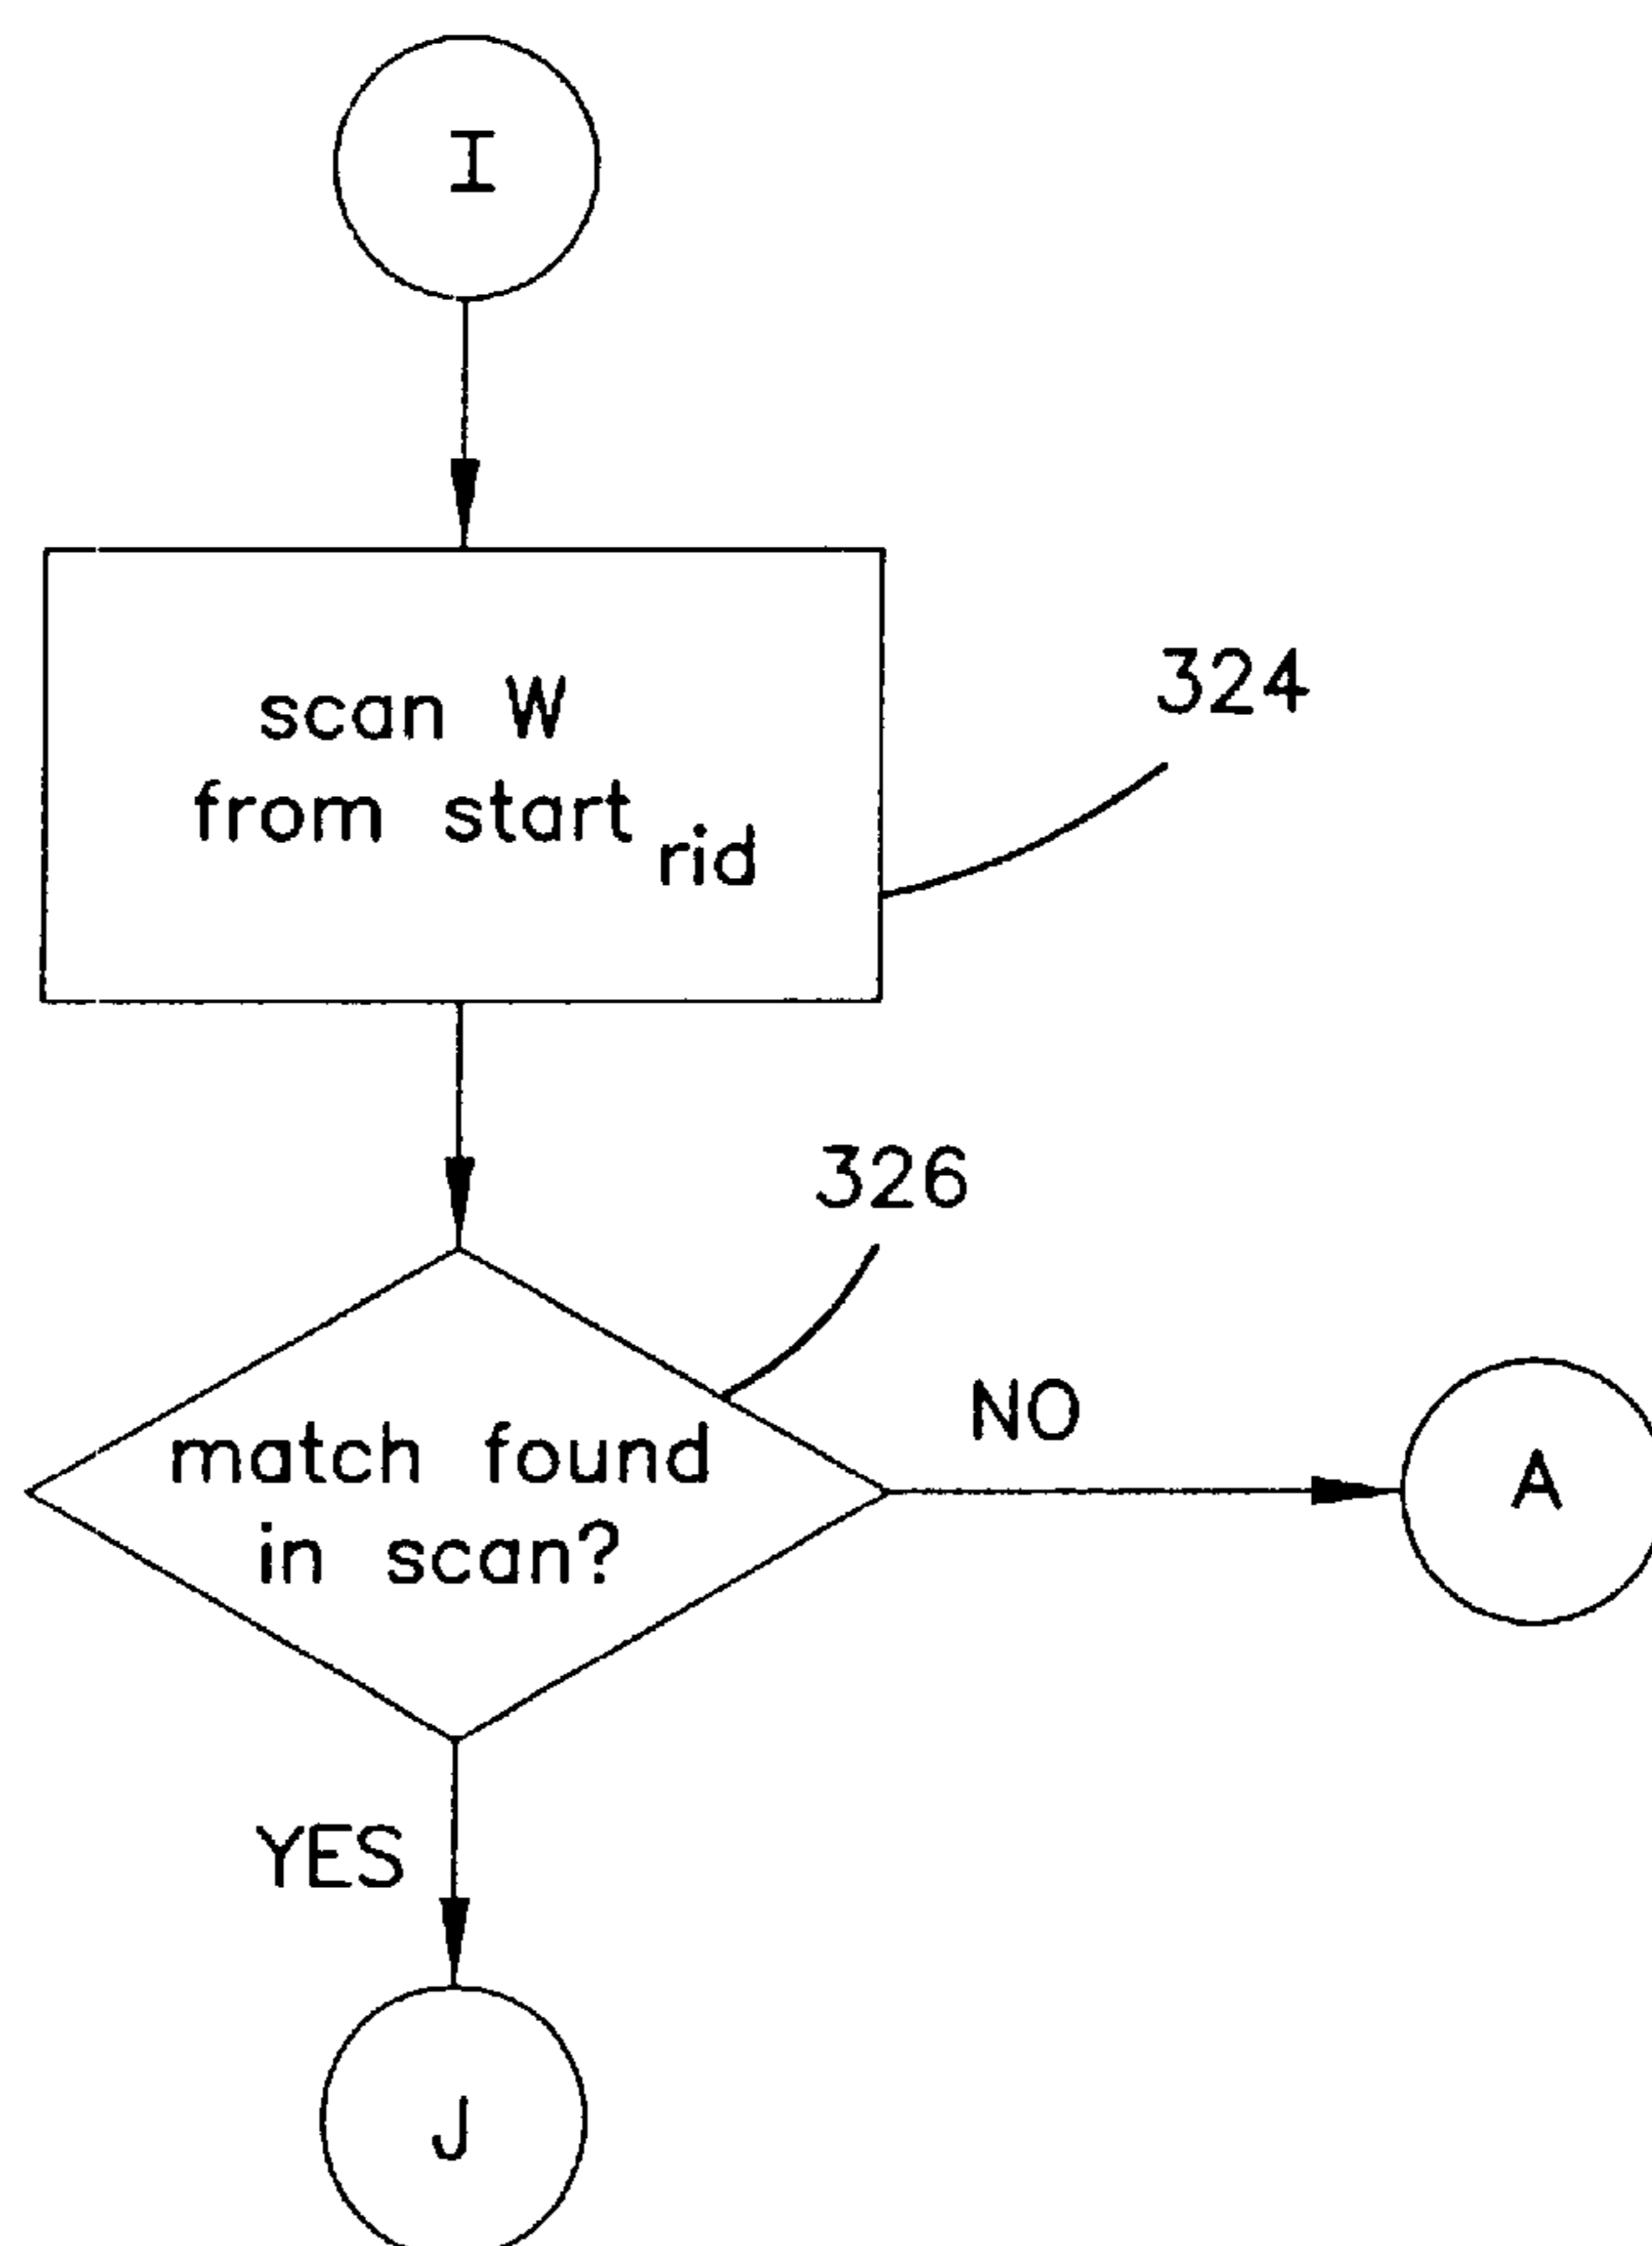 I
scan W
from start rid
324
326
match found
in scan?
NO
A
YES
J